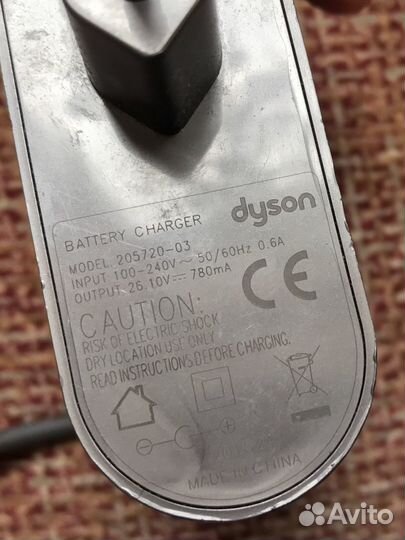 dyson
BATTERY CHARGER
MODEL. 205720-03
INPUT. 100-240V~ 50/60Hz 0.6A
OUTPUT. 26.10V⎓ 780mA
CE
CAUTION:
RISK OF ELECTRIC SHOCK
DRY LOCATION USE ONLY.
READ INSTRUCTIONS BEFORE CHARGING.
MADE IN CHINA
Avito